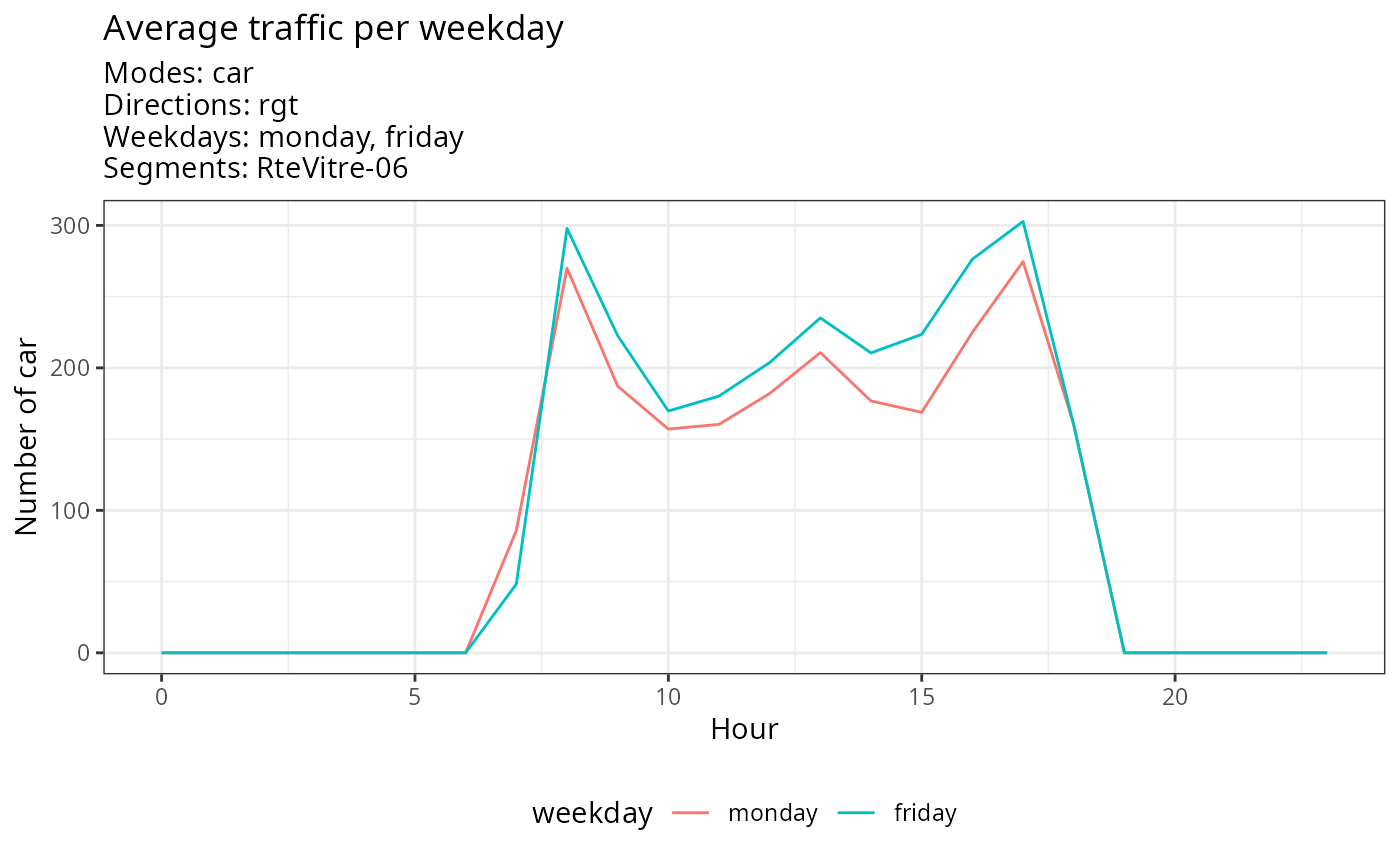 Average traffic per weekday
Modes: car
Directions: rgt
Weekdays: monday, friday
Segments: RteVitre-06
Number of car
300
200
100
0
0 5 10 15 20
Hour
weekday monday friday